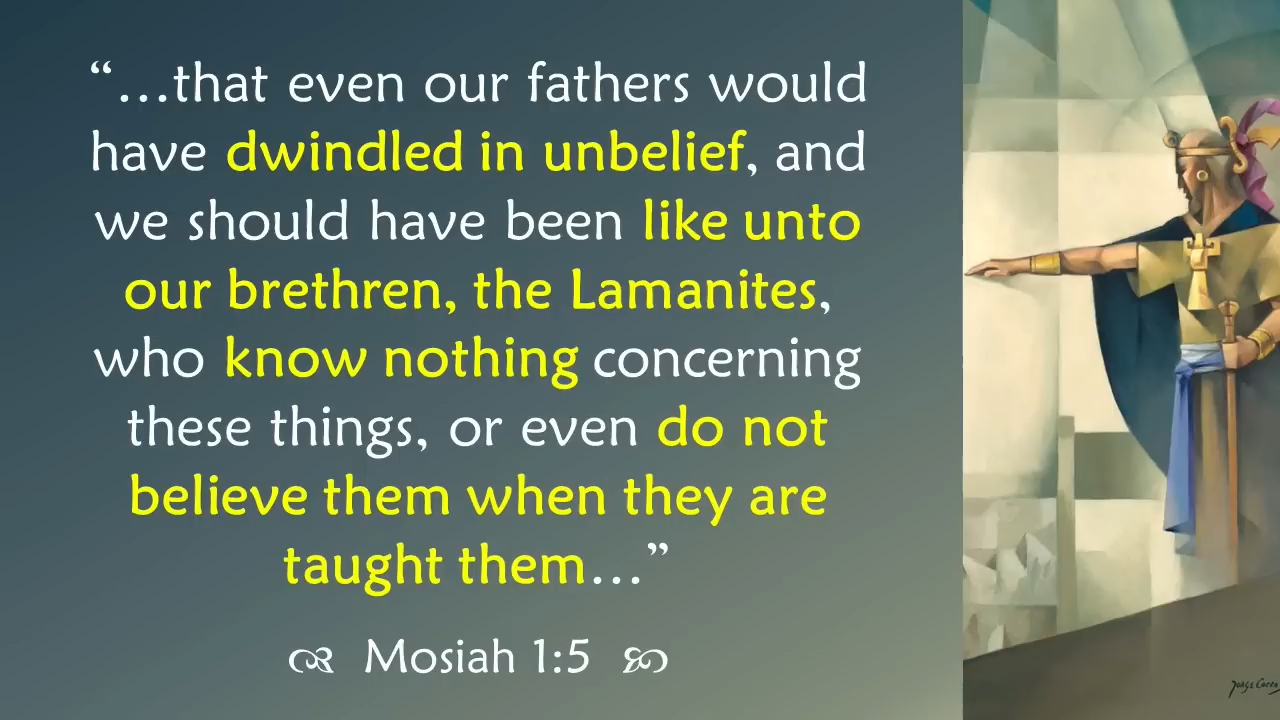 “…that even our fathers would
have dwindled in unbelief, and
we should have been like unto
our brethren, the Lamanites,
who know nothing concerning
these things, or even do not
believe them when they are
taught them…”
Mosiah 1:5